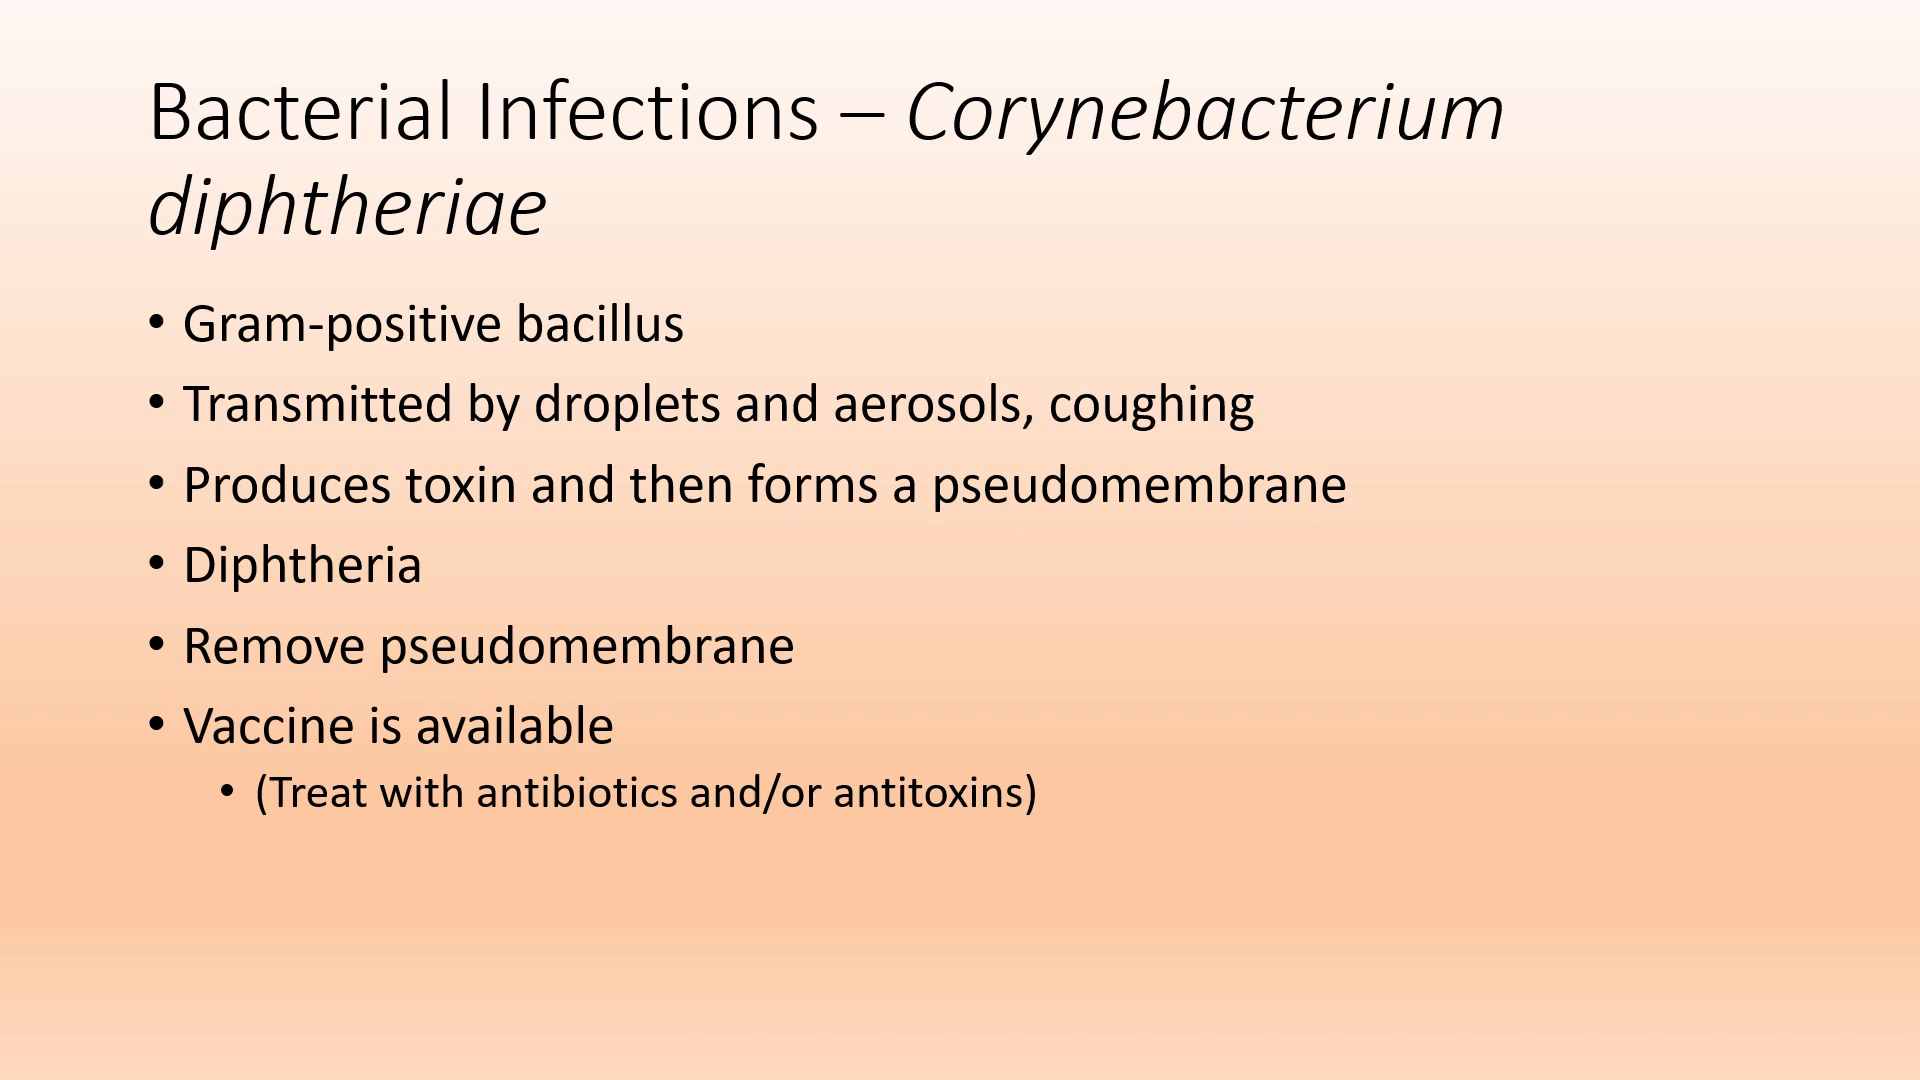 Bacterial Infections – Corynebacterium
diphtheriae
• Gram-positive bacillus
• Transmitted by droplets and aerosols, coughing
• Produces toxin and then forms a pseudomembrane
• Diphtheria
• Remove pseudomembrane
• Vaccine is available
• (Treat with antibiotics and/or antitoxins)